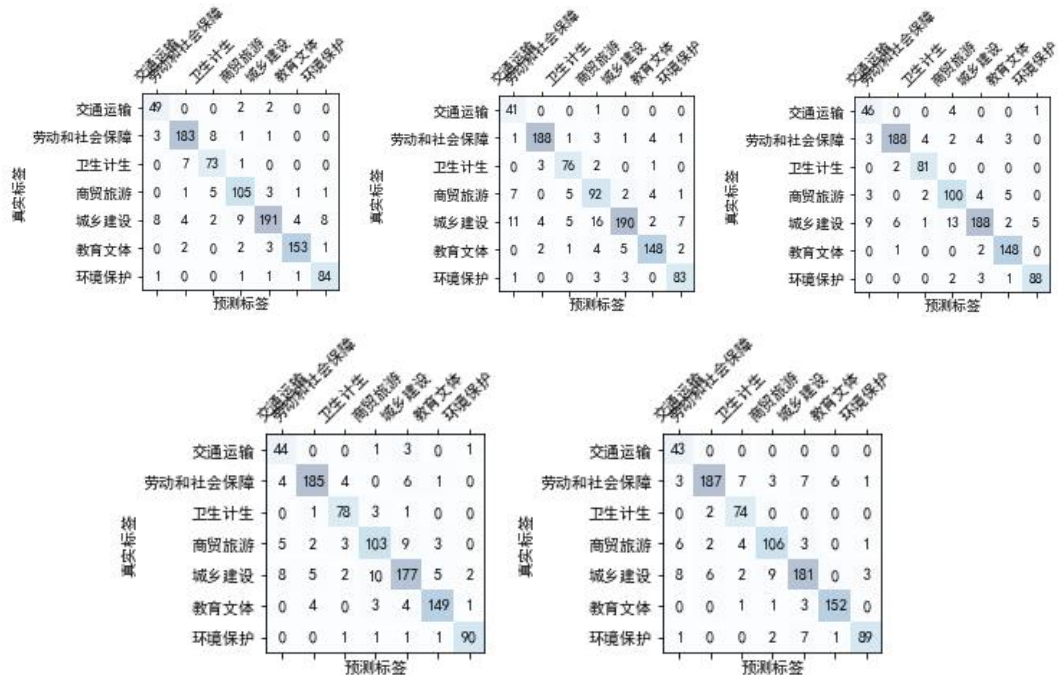 交通运输
劳动和社会保障
卫生计生
商贸旅游
城乡建设
教育文体
环境保护
真实标签
交通运输 49 0 0 2 2 0 0
劳动和社会保障 3 183 8 1 1 0 0
卫生计生 0 7 73 1 0 0 0
商贸旅游 0 1 5 105 3 1 1
城乡建设 8 4 2 9 191 4 8
教育文体 0 2 0 2 3 153 1
环境保护 1 0 0 1 1 1 84
预测标签
交通运输
劳动和社会保障
卫生计生
商贸旅游
城乡建设
教育文体
环境保护
真实标签
交通运输 41 0 0 1 0 0 0
劳动和社会保障 1 188 1 3 1 4 1
卫生计生 0 3 76 2 0 1 0
商贸旅游 7 0 5 92 2 4 1
城乡建设 11 4 5 16 190 2 7
教育文体 0 2 1 4 5 148 2
环境保护 1 0 0 3 3 0 83
预测标签
交通运输
劳动和社会保障
卫生计生
商贸旅游
城乡建设
教育文体
环境保护
真实标签
交通运输 46 0 0 4 0 0 1
劳动和社会保障 3 188 4 2 4 3 0
卫生计生 0 2 81 0 0 0 0
商贸旅游 3 0 2 100 4 5 0
城乡建设 9 6 1 13 188 2 5
教育文体 0 1 0 0 2 148 0
环境保护 0 0 0 2 3 1 88
预测标签
交通运输
劳动和社会保障
卫生计生
商贸旅游
城乡建设
教育文体
环境保护
真实标签
交通运输 44 0 0 1 3 0 1
劳动和社会保障 4 185 4 0 6 1 0
卫生计生 0 1 78 3 1 0 0
商贸旅游 5 2 3 103 9 3 0
城乡建设 8 5 2 10 177 5 2
教育文体 0 4 0 3 4 149 1
环境保护 0 0 1 1 1 1 90
预测标签
交通运输
劳动和社会保障
卫生计生
商贸旅游
城乡建设
教育文体
环境保护
真实标签
交通运输 43 0 0 0 0 0 0
劳动和社会保障 3 187 7 3 7 6 1
卫生计生 0 2 74 0 0 0 0
商贸旅游 6 2 4 106 3 0 1
城乡建设 8 6 2 9 181 0 3
教育文体 0 0 1 1 3 152 0
环境保护 1 0 0 2 7 1 89
预测标签